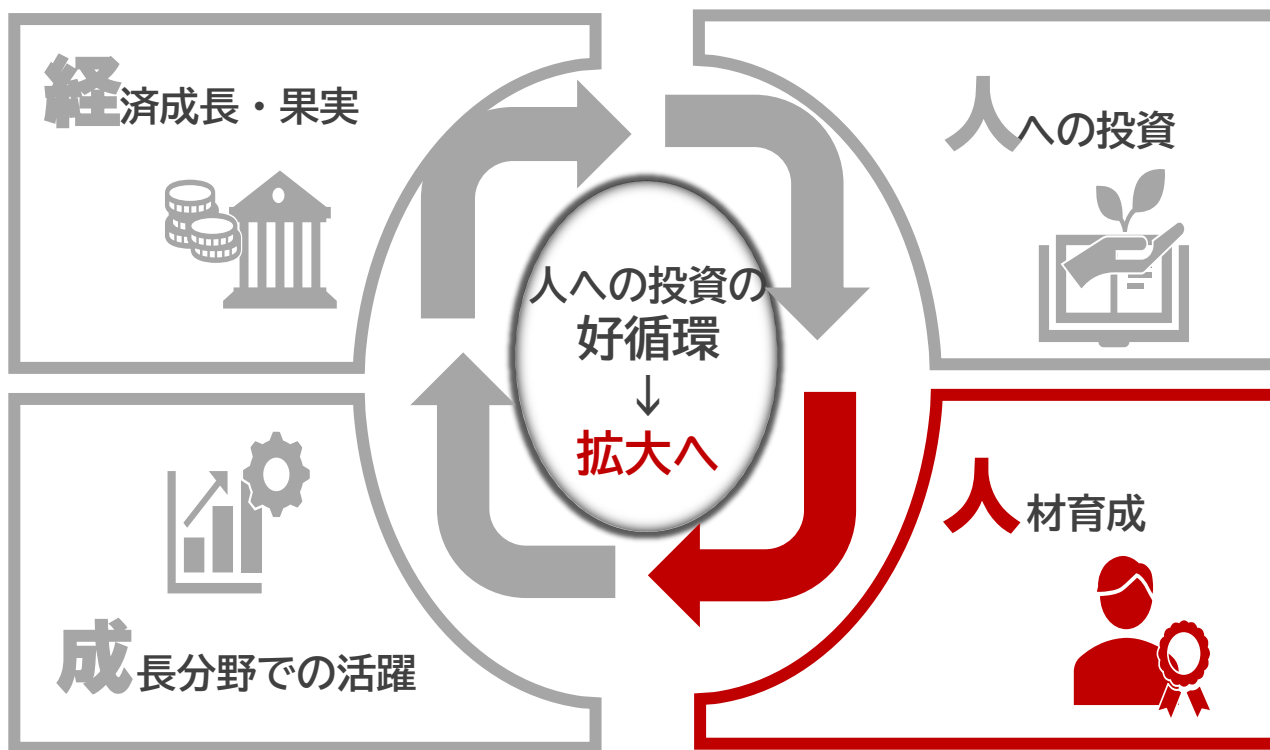 経済成長・果実
人への投資
人への投資の
好循環
↓
拡大へ
人材育成
成長分野での活躍